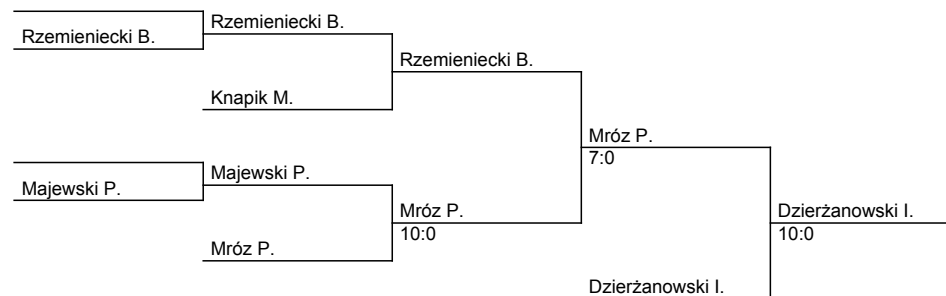 Rzemieniecki B.
Rzemieniecki B.
Rzemieniecki B.
Knapik M.
Mróz P.
7:0
Majewski P.
Majewski P.
Mróz P.
10:0
Dzierżanowski I.
10:0
Mróz P.
Dzierżanowski I.